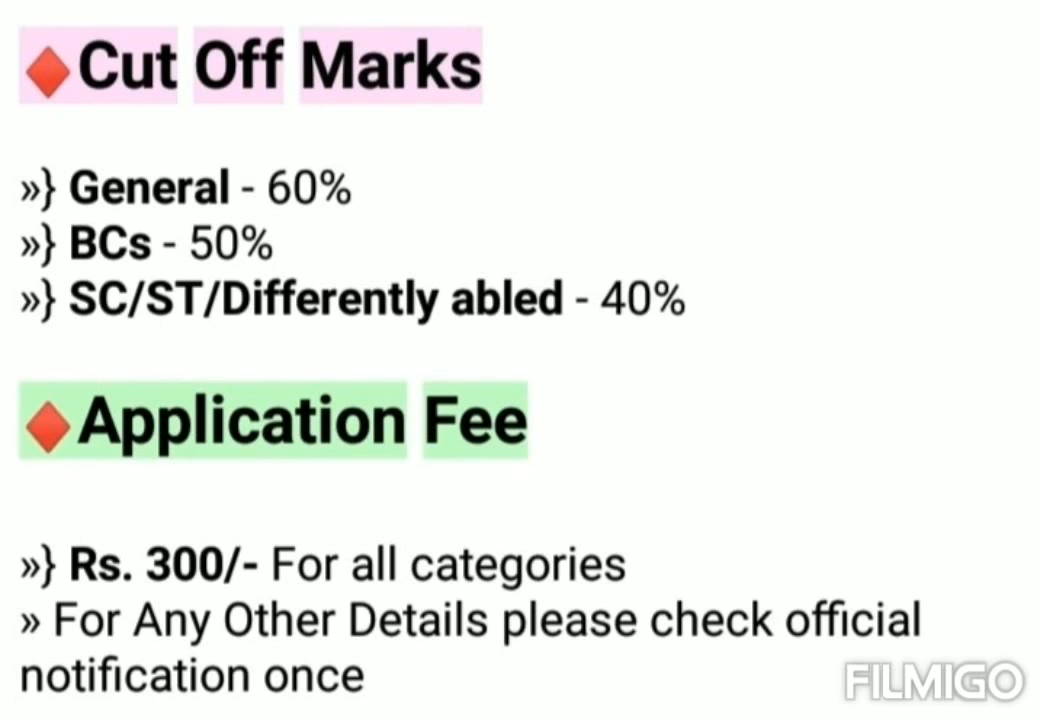 ♦Cut Off Marks
»} General - 60%
»} BCs - 50%
»} SC/ST/Differently abled - 40%
♦Application Fee
»} Rs. 300/- For all categories
» For Any Other Details please check official
notification once
FILMIGO